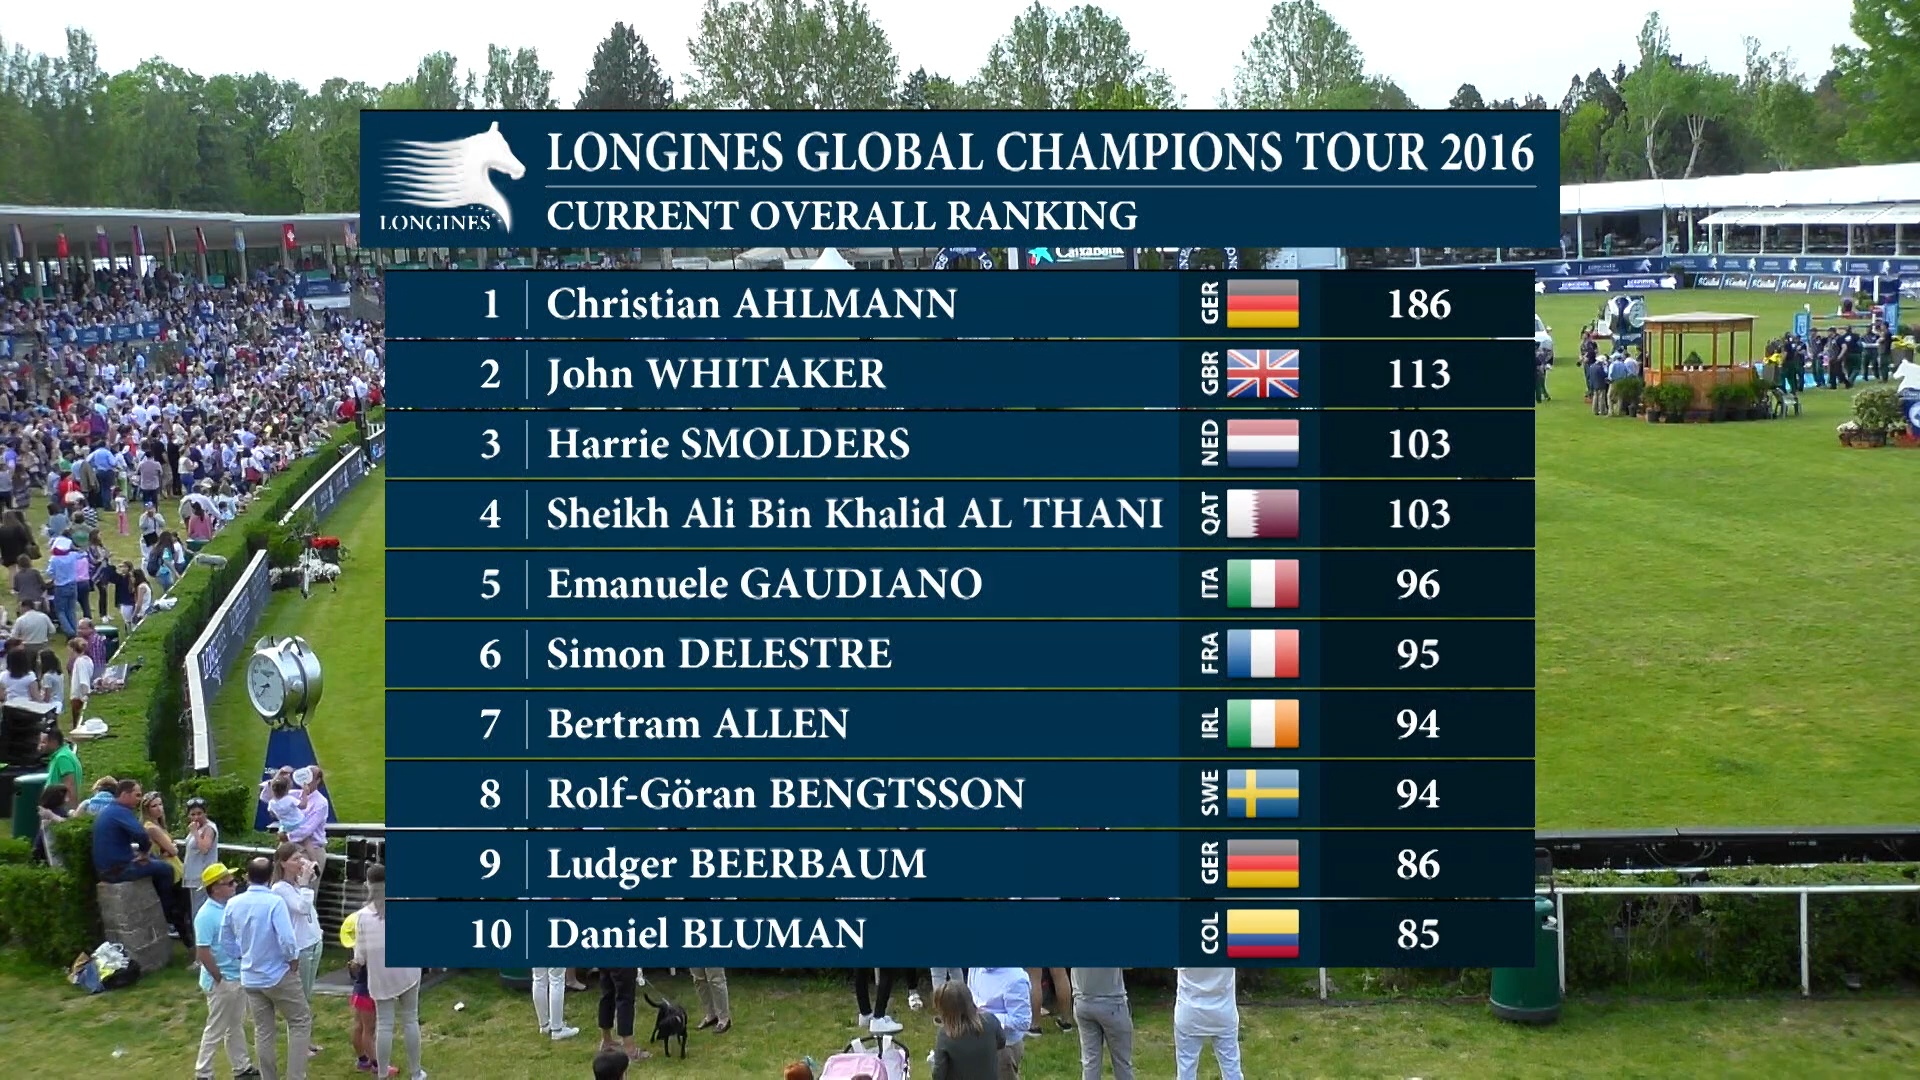 LONGINES GLOBAL CHAMPIONS TOUR 2016
LONGINES
CURRENT OVERALL RANKING
CaixaBank
1 Christian AHLMANN GER 186
2 John WHITAKER GBR 113
3 Harrie SMOLDERS NED 103
4 Sheikh Ali Bin Khalid AL THANI QAT 103
5 Emanuele GAUDIANO ITA 96
6 Simon DELESTRE FRA 95
7 Bertram ALLEN IRL 94
8 Rolf-Göran BENGTSSON SWE 94
9 Ludger BEERBAUM GER 86
10 Daniel BLUMAN COL 85